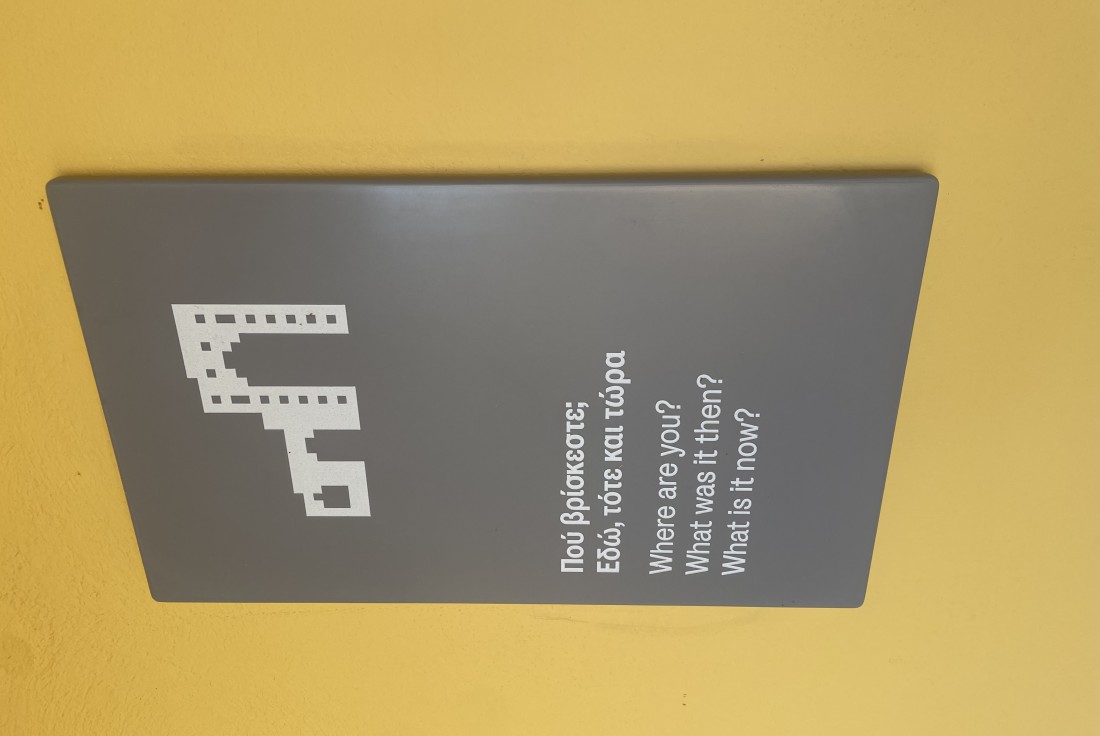 Πού βρίσκεστε;
Εδώ, τότε και τώρα
Where are you?
What was it then?
What is it now?